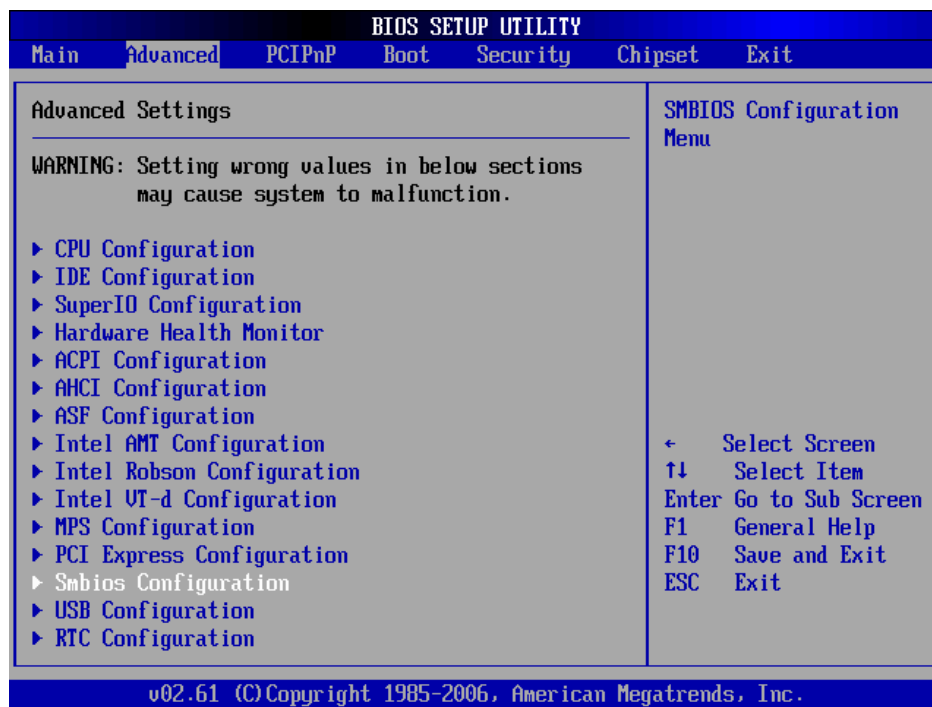 BIOS SETUP UTILITY
Main Advanced PCIPnP Boot Security Chipset Exit
Advanced Settings
WARNING: Setting wrong values in below sections
may cause system to malfunction.
▶ CPU Configuration
▶ IDE Configuration
▶ SuperIO Configuration
▶ Hardware Health Monitor
▶ ACPI Configuration
▶ AHCI Configuration
▶ ASF Configuration
▶ Intel AMT Configuration
▶ Intel Robson Configuration
▶ Intel VT-d Configuration
▶ MPS Configuration
▶ PCI Express Configuration
▶ Smbios Configuration
▶ USB Configuration
▶ RTC Configuration
SMBIOS Configuration
Menu
← Select Screen
↑↓ Select Item
Enter Go to Sub Screen
F1 General Help
F10 Save and Exit
ESC Exit
v02.61 (C)Copyright 1985-2006, American Megatrends, Inc.